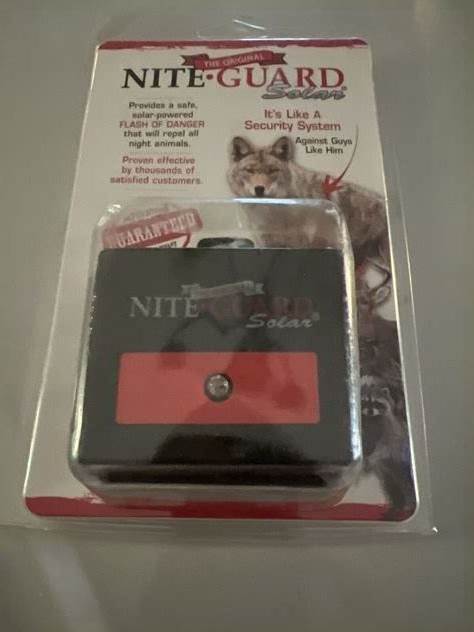 THE ORIGINAL
NITE·GUARD
Solar®
Provides a safe,
solar-powered
FLASH OF DANGER
that will repel all
night animals.
Proven effective
by thousands of
satisfied customers.
It's Like A
Security System
Against Guys
Like Him
GUARANTEED
NITE·GUARD
Solar®